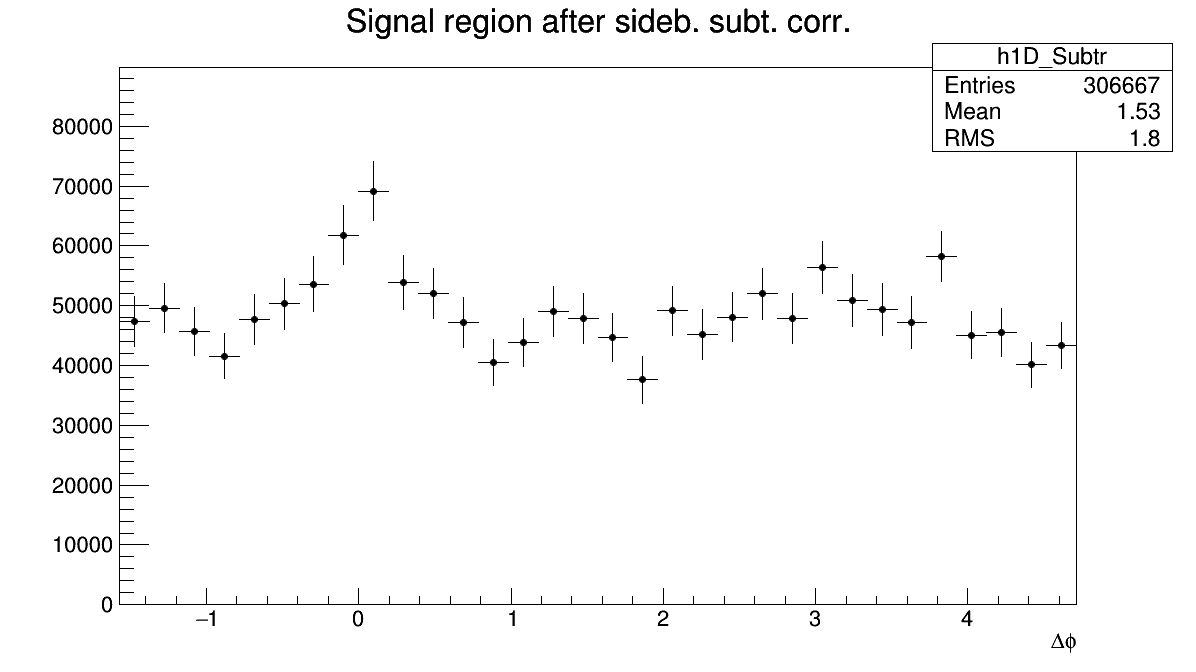 Signal region after sideb. subt. corr.
h1D_Subtr
Entries 306667
Mean 1.53
RMS 1.8
80000
70000
60000
50000
40000
30000
20000
10000
0
−1 0 1 2 3 4
Δϕ